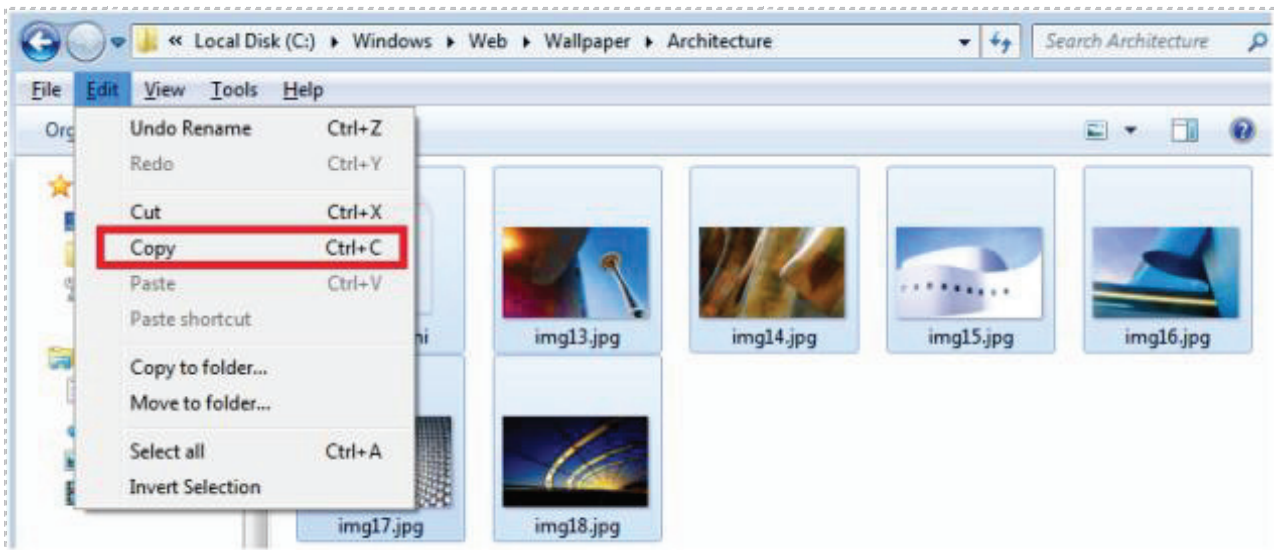 « Local Disk (C:) ▸ Windows ▸ Web ▸ Wallpaper ▸ Architecture
Search Architecture
File Edit View Tools Help
Org
Undo Rename Ctrl+Z
Redo Ctrl+Y
Cut Ctrl+X
Copy Ctrl+C
Paste Ctrl+V
Paste shortcut
Copy to folder...
Move to folder...
Select all Ctrl+A
Invert Selection
ni
img13.jpg
img14.jpg
img15.jpg
img16.jpg
img17.jpg
img18.jpg